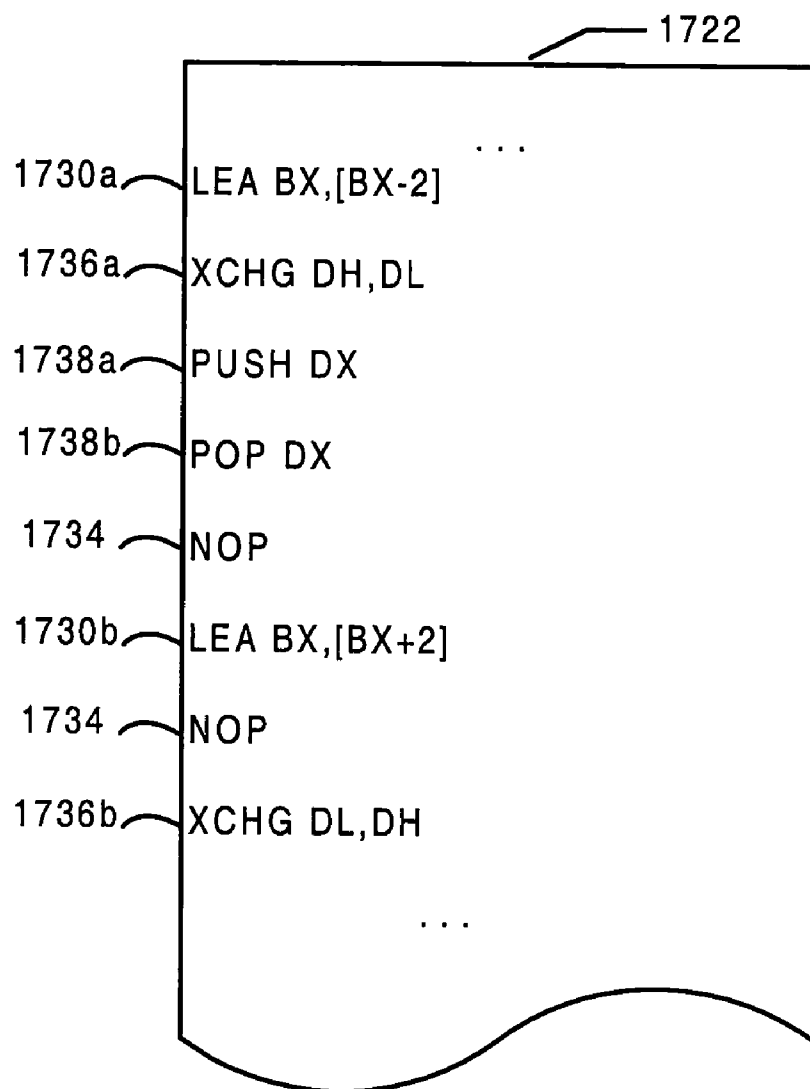 1722
...
1730a LEA BX,[BX-2]
1736a XCHG DH,DL
1738a PUSH DX
1738b POP DX
1734 NOP
1730b LEA BX,[BX+2]
1734 NOP
1736b XCHG DL,DH
...